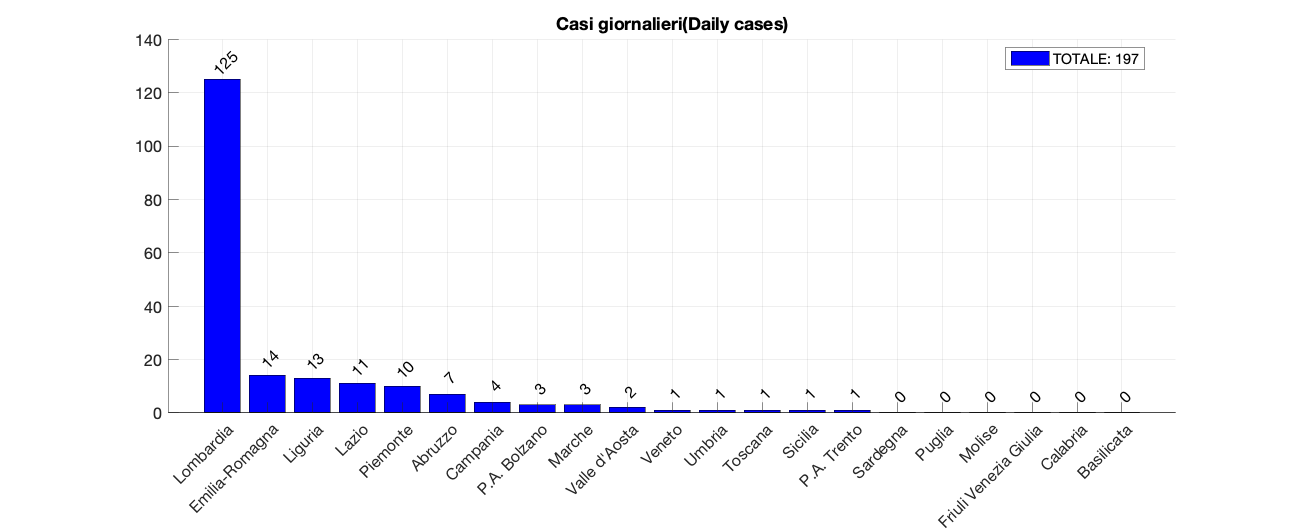 Casi giornalieri(Daily cases)
TOTALE: 197
140
120
100
80
60
40
20
0
125
14
13
11
10
7
4
3
3
2
1
1
1
1
1
0
0
0
0
0
0
Lombardia
Emilia-Romagna
Liguria
Lazio
Piemonte
Abruzzo
Campania
P.A. Bolzano
Marche
Valle d'Aosta
Veneto
Umbria
Toscana
Sicilia
P.A. Trento
Sardegna
Puglia
Molise
Friuli Venezia Giulia
Calabria
Basilicata